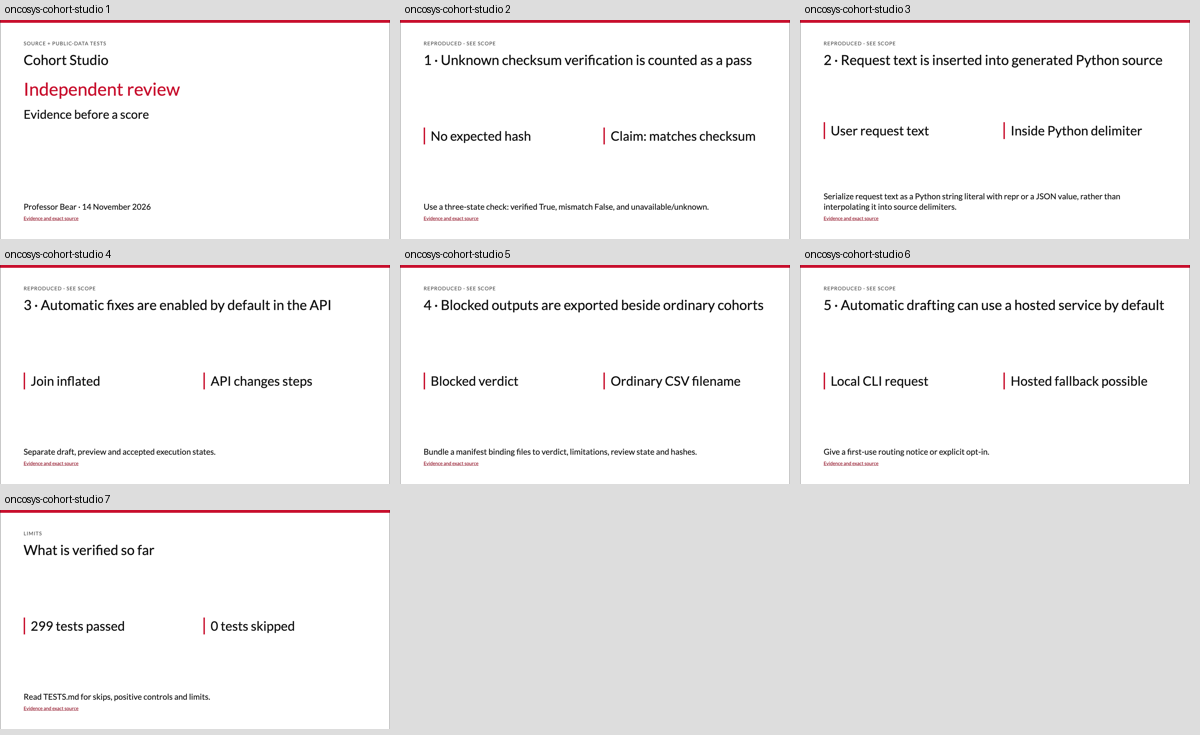 oncosys-cohort-studio 1
SOURCE + PUBLIC-DATA TESTS
Cohort Studio
Independent review
Evidence before a score
Professor Bear · 14 November 2026
Evidence and exact source
oncosys-cohort-studio 2
REPRODUCED - SEE SCOPE
1 · Unknown checksum verification is counted as a pass
No expected hash
Claim: matches checksum
Use a three-state check: verified True, mismatch False, and unavailable/unknown.
Evidence and exact source
oncosys-cohort-studio 3
REPRODUCED - SEE SCOPE
2 · Request text is inserted into generated Python source
User request text
Inside Python delimiter
Serialize request text as a Python string literal with repr or a JSON value, rather than
interpolating it into source delimiters.
Evidence and exact source
oncosys-cohort-studio 4
REPRODUCED - SEE SCOPE
3 · Automatic fixes are enabled by default in the API
Join inflated
API changes steps
Separate draft, preview and accepted execution states.
Evidence and exact source
oncosys-cohort-studio 5
REPRODUCED - SEE SCOPE
4 · Blocked outputs are exported beside ordinary cohorts
Blocked verdict
Ordinary CSV filename
Bundle a manifest binding files to verdict, limitations, review state and hashes.
Evidence and exact source
oncosys-cohort-studio 6
REPRODUCED - SEE SCOPE
5 · Automatic drafting can use a hosted service by default
Local CLI request
Hosted fallback possible
Give a first-use routing notice or explicit opt-in.
Evidence and exact source
oncosys-cohort-studio 7
LIMITS
What is verified so far
299 tests passed
0 tests skipped
Read TESTS.md for skips, positive controls and limits.
Evidence and exact source